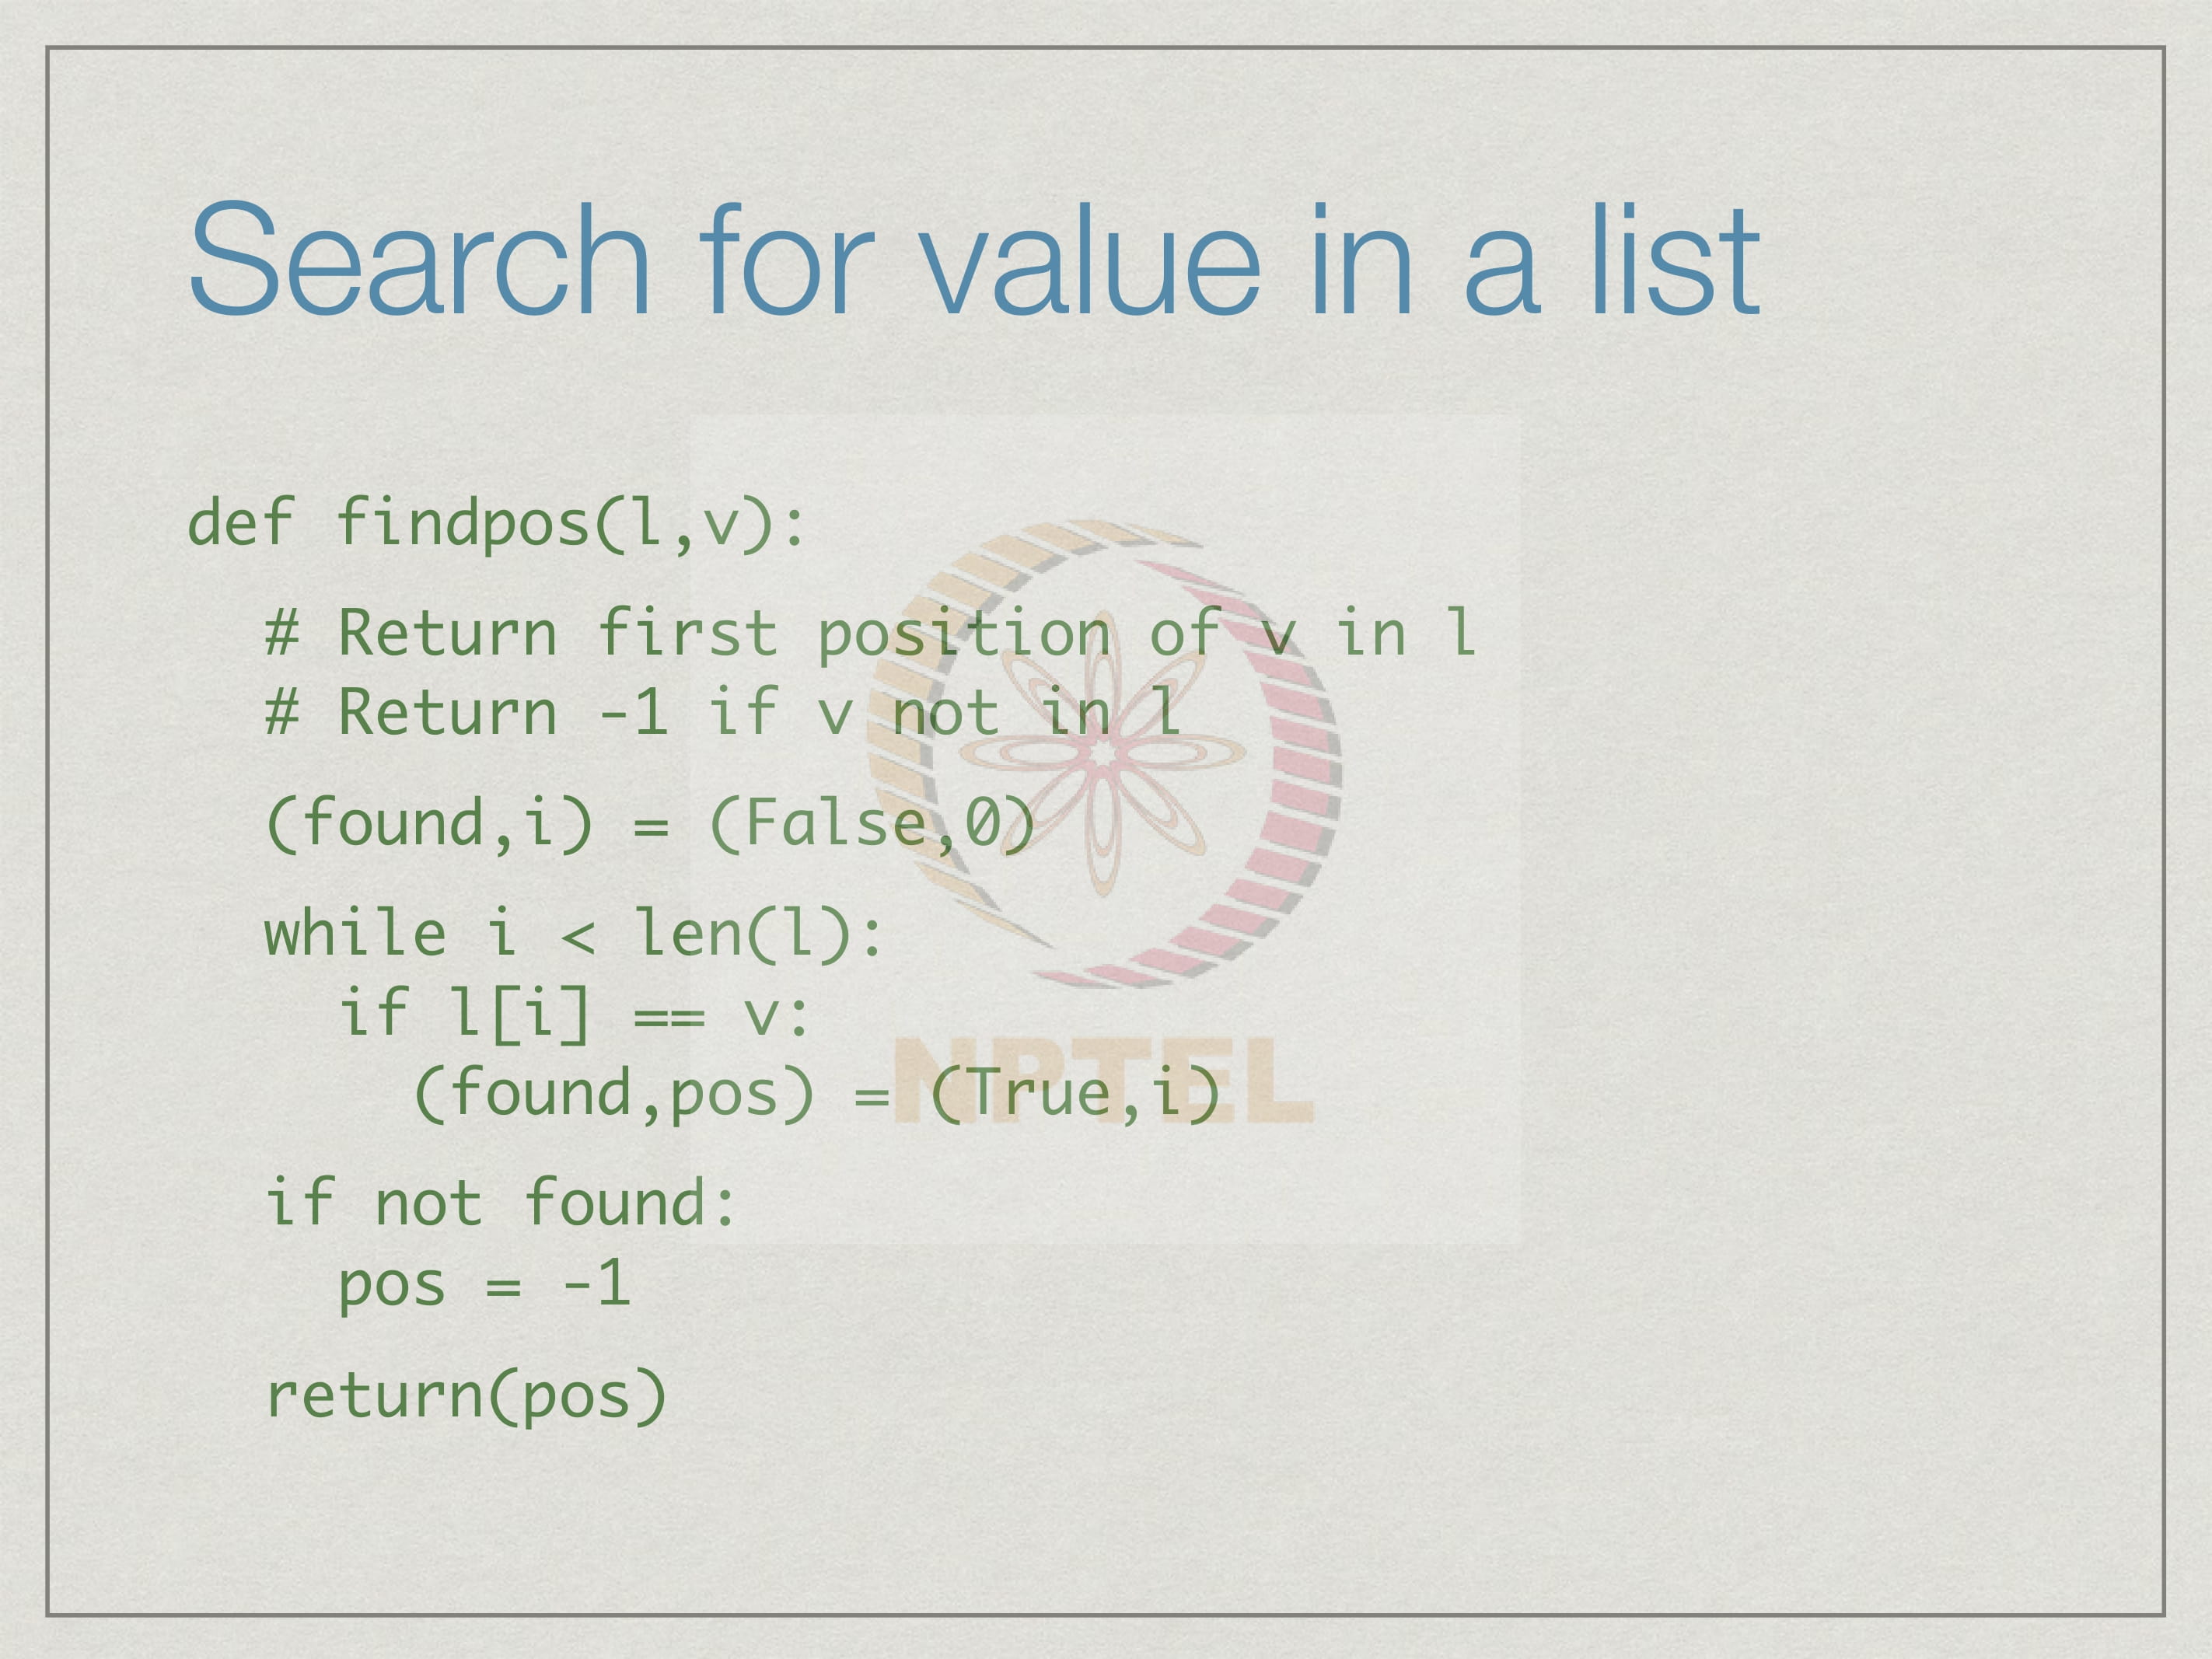 Search for value in a list
def findpos(l,v):
# Return first position of v in l
# Return -1 if v not in l
(found,i) = (False,0)
while i < len(l):
if l[i] == v:
(found,pos) = (True,i)
if not found:
pos = -1
return(pos)
NPTEL